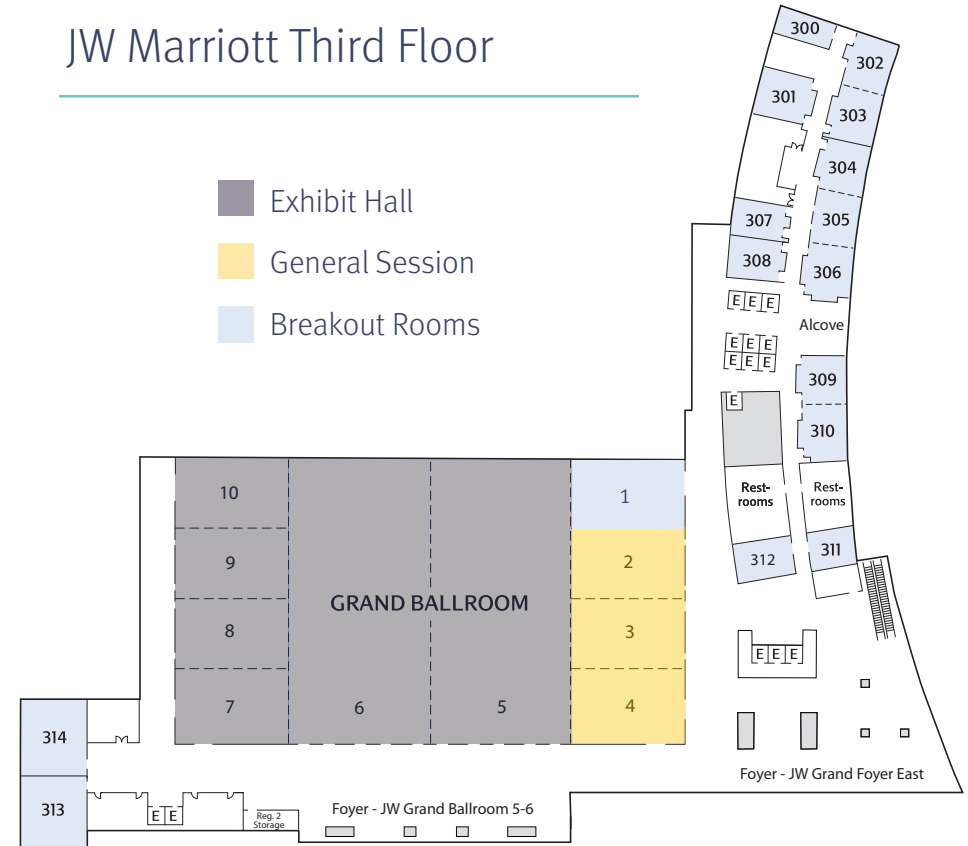 JW Marriott Third Floor
Exhibit Hall
General Session
Breakout Rooms
300
302
301
303
304
305
307
308
306
E E E
Alcove
E E E
E E E
309
E
310
Rest-
rooms
Rest-
rooms
311
312
10
9
8
7
GRAND BALLROOM
6
5
1
2
3
4
E E E
314
313
E E
Reg. 2
Storage
Foyer - JW Grand Ballroom 5-6
Foyer - JW Grand Foyer East